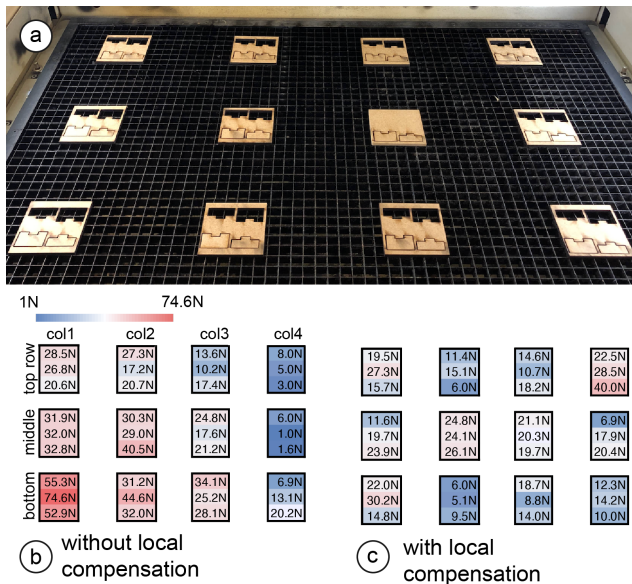 a
1N 74.6N
col1 col2 col3 col4
top row
28.5N 27.3N 13.6N 8.0N
26.8N 17.2N 10.2N 5.0N
20.6N 20.7N 17.4N 3.0N
middle
31.9N 30.3N 24.8N 6.0N
32.0N 29.0N 17.6N 1.0N
32.8N 40.5N 21.2N 1.6N
bottom
55.3N 31.2N 34.1N 6.9N
74.6N 44.6N 25.2N 13.1N
52.9N 32.0N 28.1N 20.2N
b without local
compensation
19.5N 11.4N 14.6N 22.5N
27.3N 15.1N 10.7N 28.5N
15.7N 6.0N 18.2N 40.0N
11.6N 24.8N 21.1N 6.9N
19.7N 24.1N 20.3N 17.9N
23.9N 26.1N 19.7N 20.4N
22.0N 6.0N 18.7N 12.3N
30.2N 5.1N 8.8N 14.2N
14.8N 9.5N 14.0N 10.0N
c with local
compensation